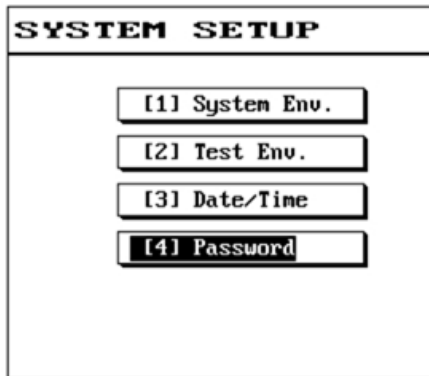 SYSTEM SETUP
[1] System Env.
[2] Test Env.
[3] Date/Time
[4] Password